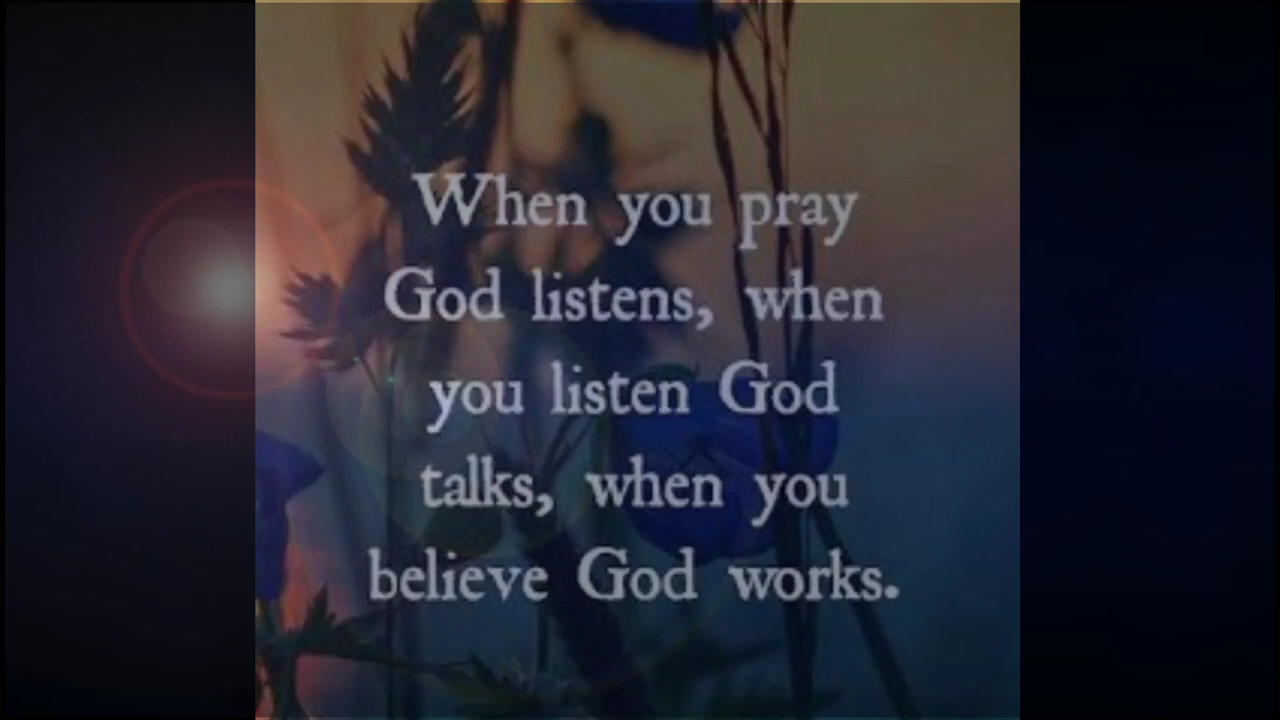 When you pray
God listens, when
you listen God
talks, when you
believe God works.